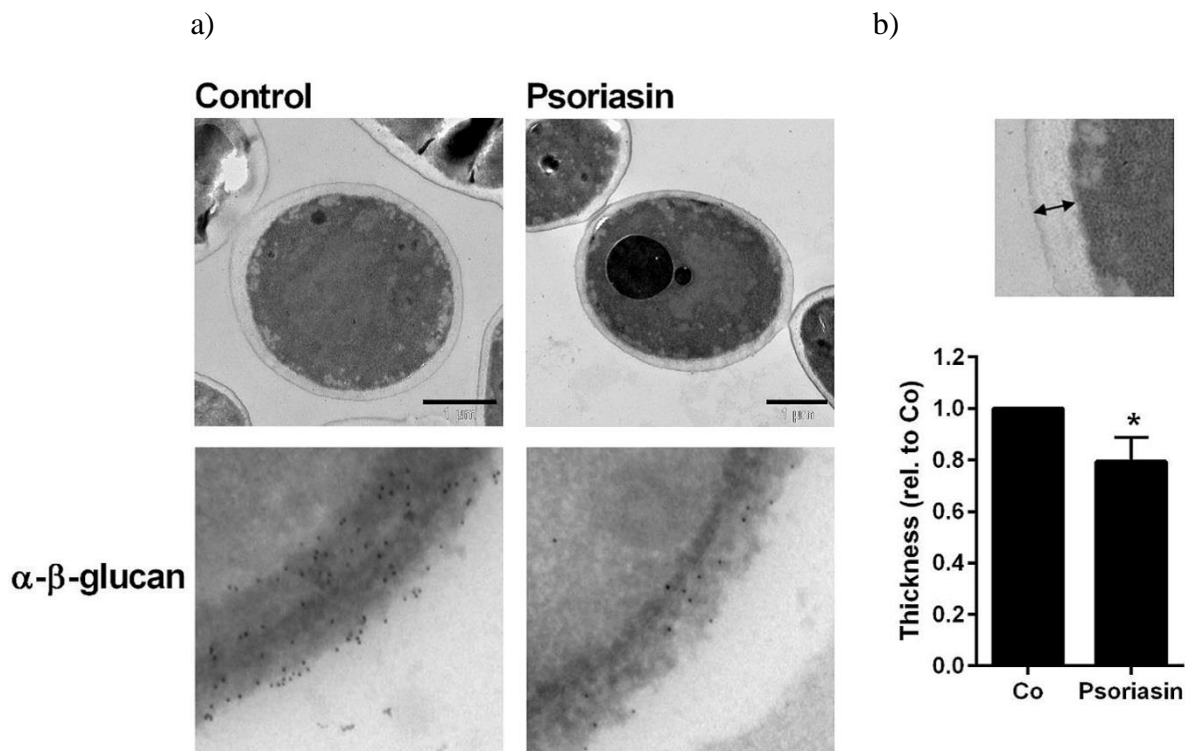 a)
b)
Control
Psoriasin
1 µm
1 µm
α-β-glucan
Thickness (rel. to Co)
1.2
1.0
0.8
0.6
0.4
0.2
0.0
*
Co
Psoriasin